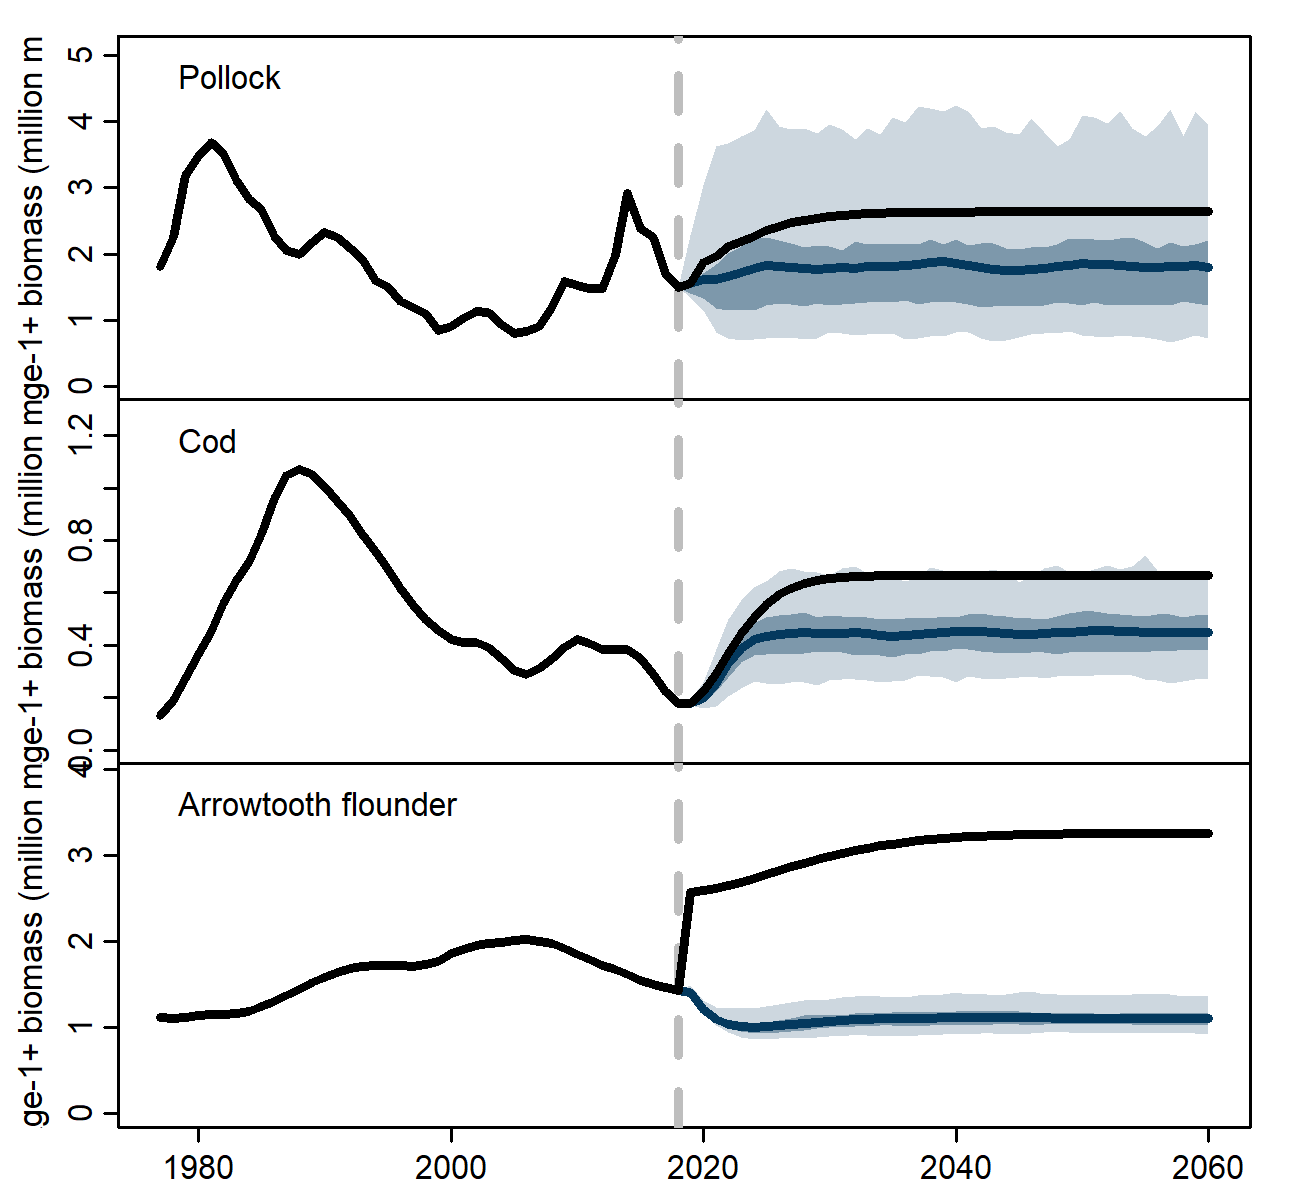 Pollock
5
4
3
2
1
0
ge-1+ biomass (million m
Cod
1.2
0.8
0.4
0.0
ge-1+ biomass (million m
Arrowtooth flounder
4
3
2
1
0
ge-1+ biomass (million m
1980 2000 2020 2040 2060